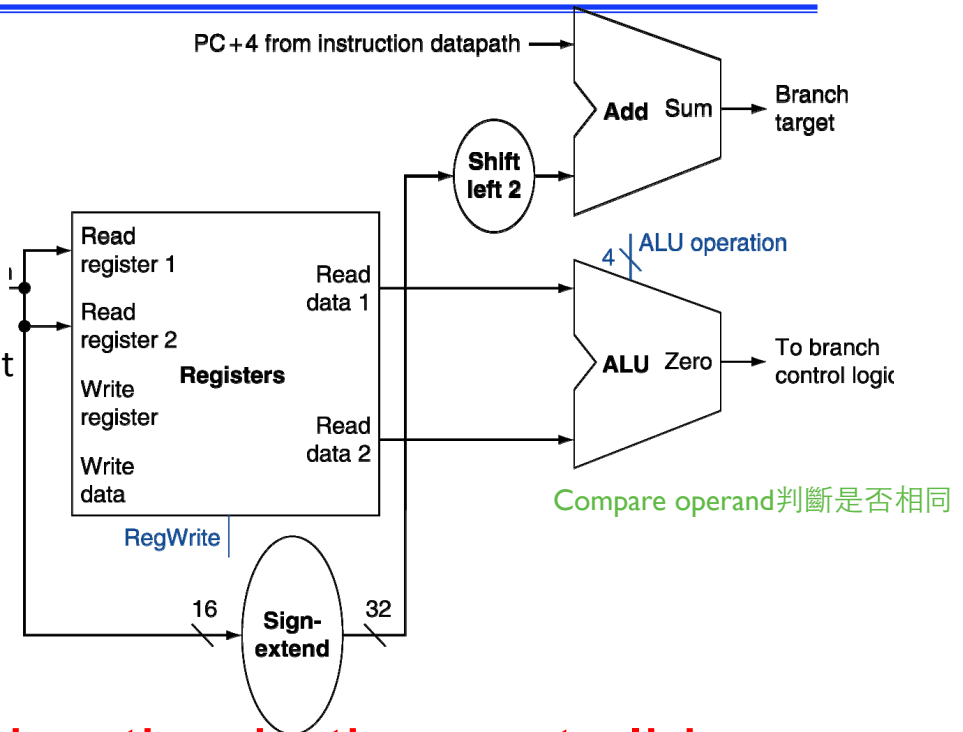 PC+4 from instruction datapath
Add Sum
Branch
target
Shift
left 2
ALU operation
4
Read
register 1
Read
data 1
Read
register 2
t
Registers
ALU Zero
To branch
control logic
Write
register
Read
data 2
Write
data
Compare operand判斷是否相同
RegWrite
16
32
Sign-
extend